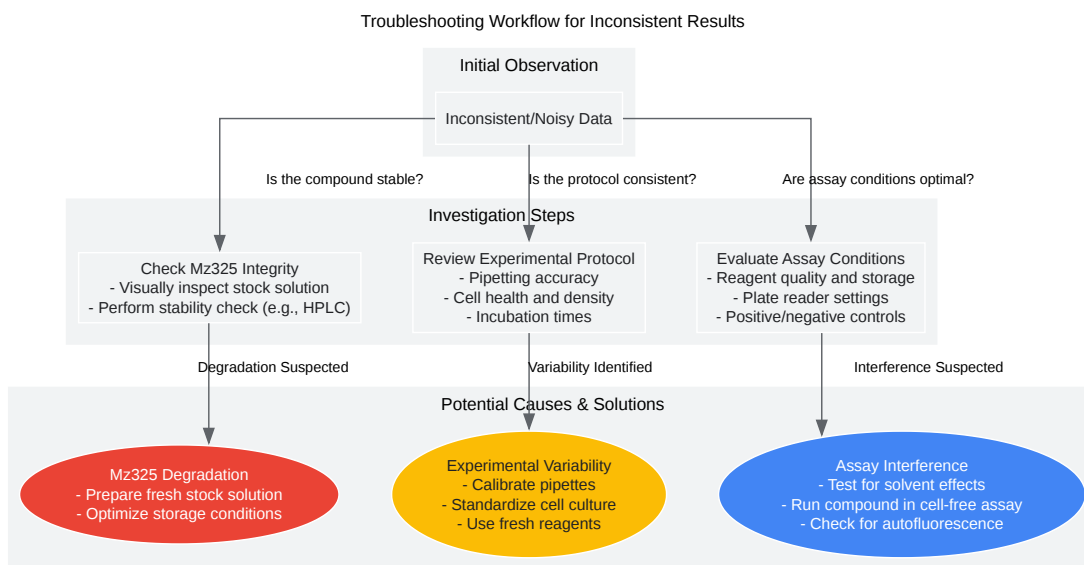 Troubleshooting Workflow for Inconsistent Results
Initial Observation
Inconsistent/Noisy Data
Is the compound stable?
Is the protocol consistent?
Are assay conditions optimal?
Investigation Steps
Check Mz325 Integrity
- Visually inspect stock solution
- Perform stability check (e.g., HPLC)
Review Experimental Protocol
- Pipetting accuracy
- Cell health and density
- Incubation times
Evaluate Assay Conditions
- Reagent quality and storage
- Plate reader settings
- Positive/negative controls
Degradation Suspected
Variability Identified
Interference Suspected
Potential Causes & Solutions
Mz325 Degradation
- Prepare fresh stock solution
- Optimize storage conditions
Experimental Variability
- Calibrate pipettes
- Standardize cell culture
- Use fresh reagents
Assay Interference
- Test for solvent effects
- Run compound in cell-free assay
- Check for autofluorescence